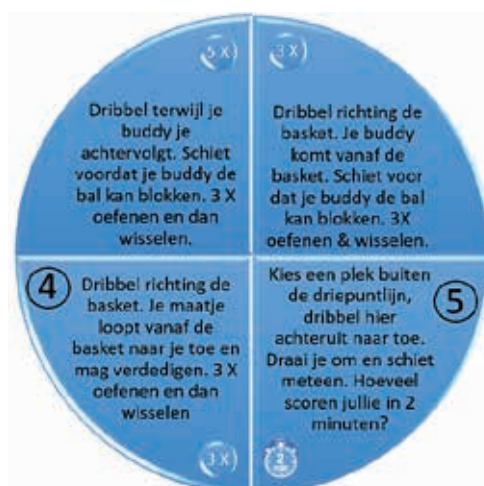 5 X
Dribbel terwijl je
buddy je
achtervolgt. Schiet
voordat je buddy de
bal kan blokken. 3 X
oefenen en dan
wisselen.
3 X
Dribbel richting de
basket. Je buddy
komt vanaf de
basket. Schiet voor
dat je buddy de bal
kan blokken. 3X
oefenen & wisselen.
4
Dribbel richting de
basket. Je maatje
loopt vanaf de
basket naar je toe en
mag verdedigen. 3 X
oefenen en dan
wisselen
3 X
5
Kies een plek buiten
de driepuntlijn,
dribbel hier
achteruit naar toe.
Draai je om en schiet
meteen. Hoeveel
scoren jullie in 2
minuten?
2